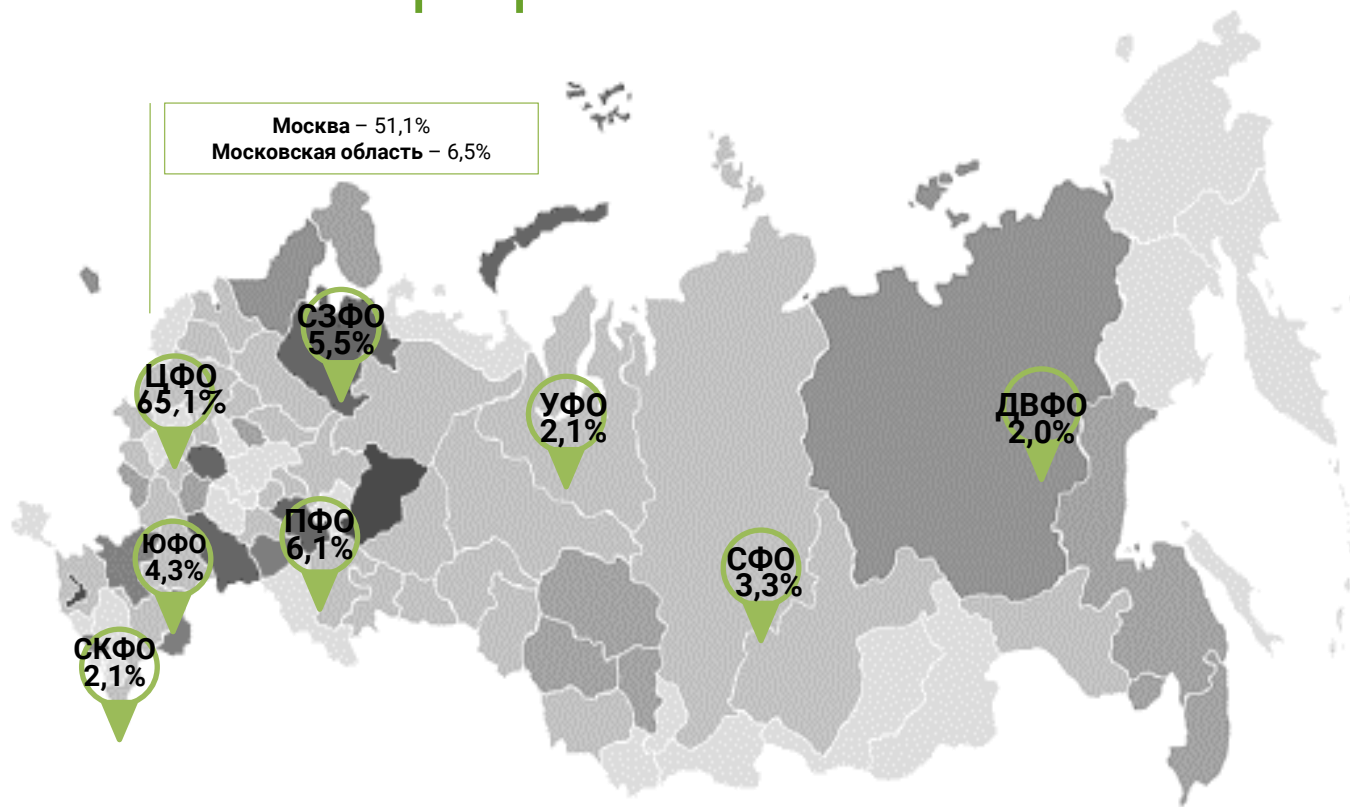 Москва – 51,1%
Московская область – 6,5%
СЗФО
5,5%
ЦФО
65,1%
УФО
2,1%
ДВФО
2,0%
ПФО
6,1%
ЮФО
4,3%
СФО
3,3%
СКФО
2,1%